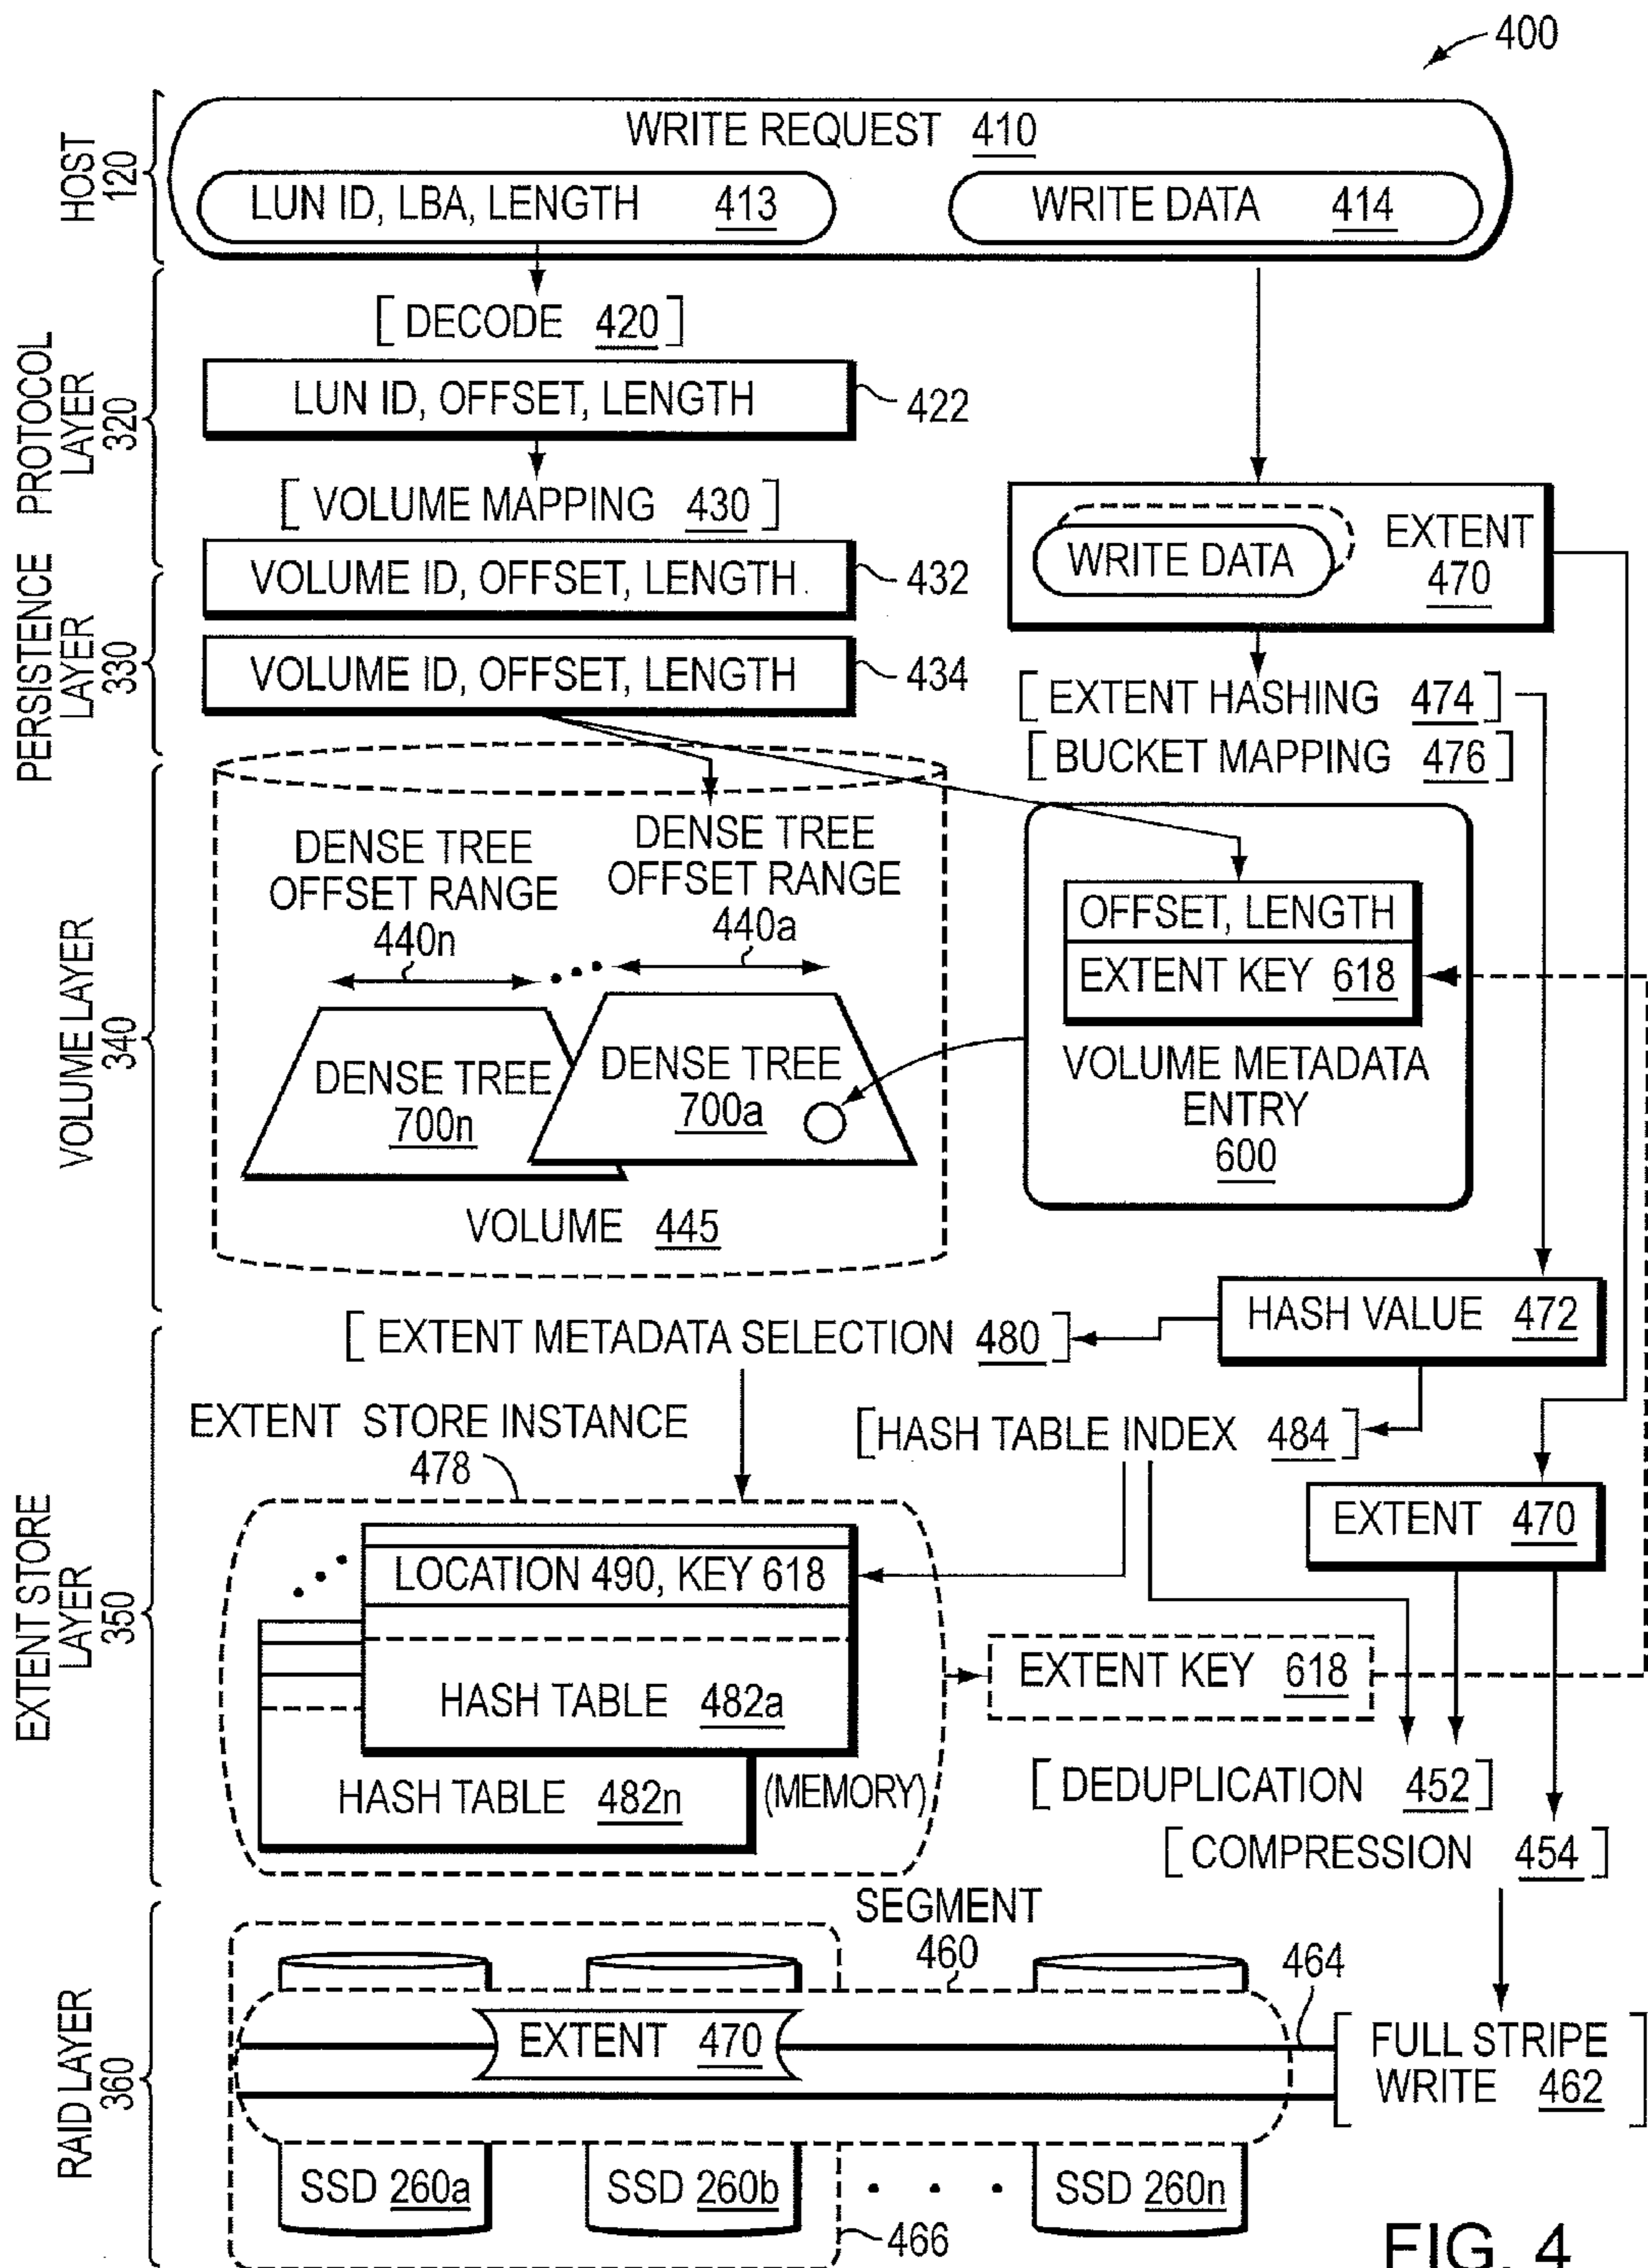 400
HOST
120
WRITE REQUEST 410
LUN ID, LBA, LENGTH 413
WRITE DATA 414
PROTOCOL
LAYER
320
[DECODE 420]
LUN ID, OFFSET, LENGTH
422
[VOLUME MAPPING 430]
WRITE DATA
EXTENT
470
PERSISTENCE
LAYER
330
VOLUME ID, OFFSET, LENGTH
432
VOLUME ID, OFFSET, LENGTH
434
[EXTENT HASHING 474]
[BUCKET MAPPING 476]
VOLUME LAYER
340
DENSE TREE
OFFSET RANGE
440n
DENSE TREE
OFFSET RANGE
440a
DENSE TREE
700n
DENSE TREE
700a
VOLUME 445
OFFSET, LENGTH
EXTENT KEY 618
VOLUME METADATA
ENTRY
600
HASH VALUE 472
EXTENT STORE
LAYER
350
[EXTENT METADATA SELECTION 480]
EXTENT STORE INSTANCE
478
[HASH TABLE INDEX 484]
EXTENT 470
LOCATION 490, KEY 618
HASH TABLE 482a
HASH TABLE 482n
(MEMORY)
EXTENT KEY 618
[DEDUPLICATION 452]
[COMPRESSION 454]
RAID LAYER
360
SEGMENT
460
464
EXTENT 470
[FULL STRIPE
WRITE 462]
SSD 260a
SSD 260b
. . .
SSD 260n
466
FIG. 4